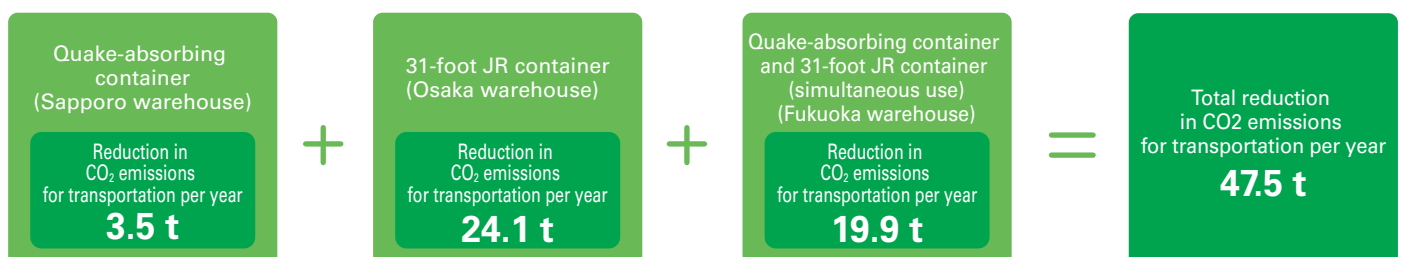 Quake-absorbing
container
(Sapporo warehouse)
Reduction in
CO₂ emissions
for transportation per year
3.5 t
+
31-foot JR container
(Osaka warehouse)
Reduction in
CO₂ emissions
for transportation per year
24.1 t
+
Quake-absorbing container
and 31-foot JR container
(simultaneous use)
(Fukuoka warehouse)
Reduction in
CO₂ emissions
for transportation per year
19.9 t
=
Total reduction
in CO2 emissions
for transportation per year
47.5 t